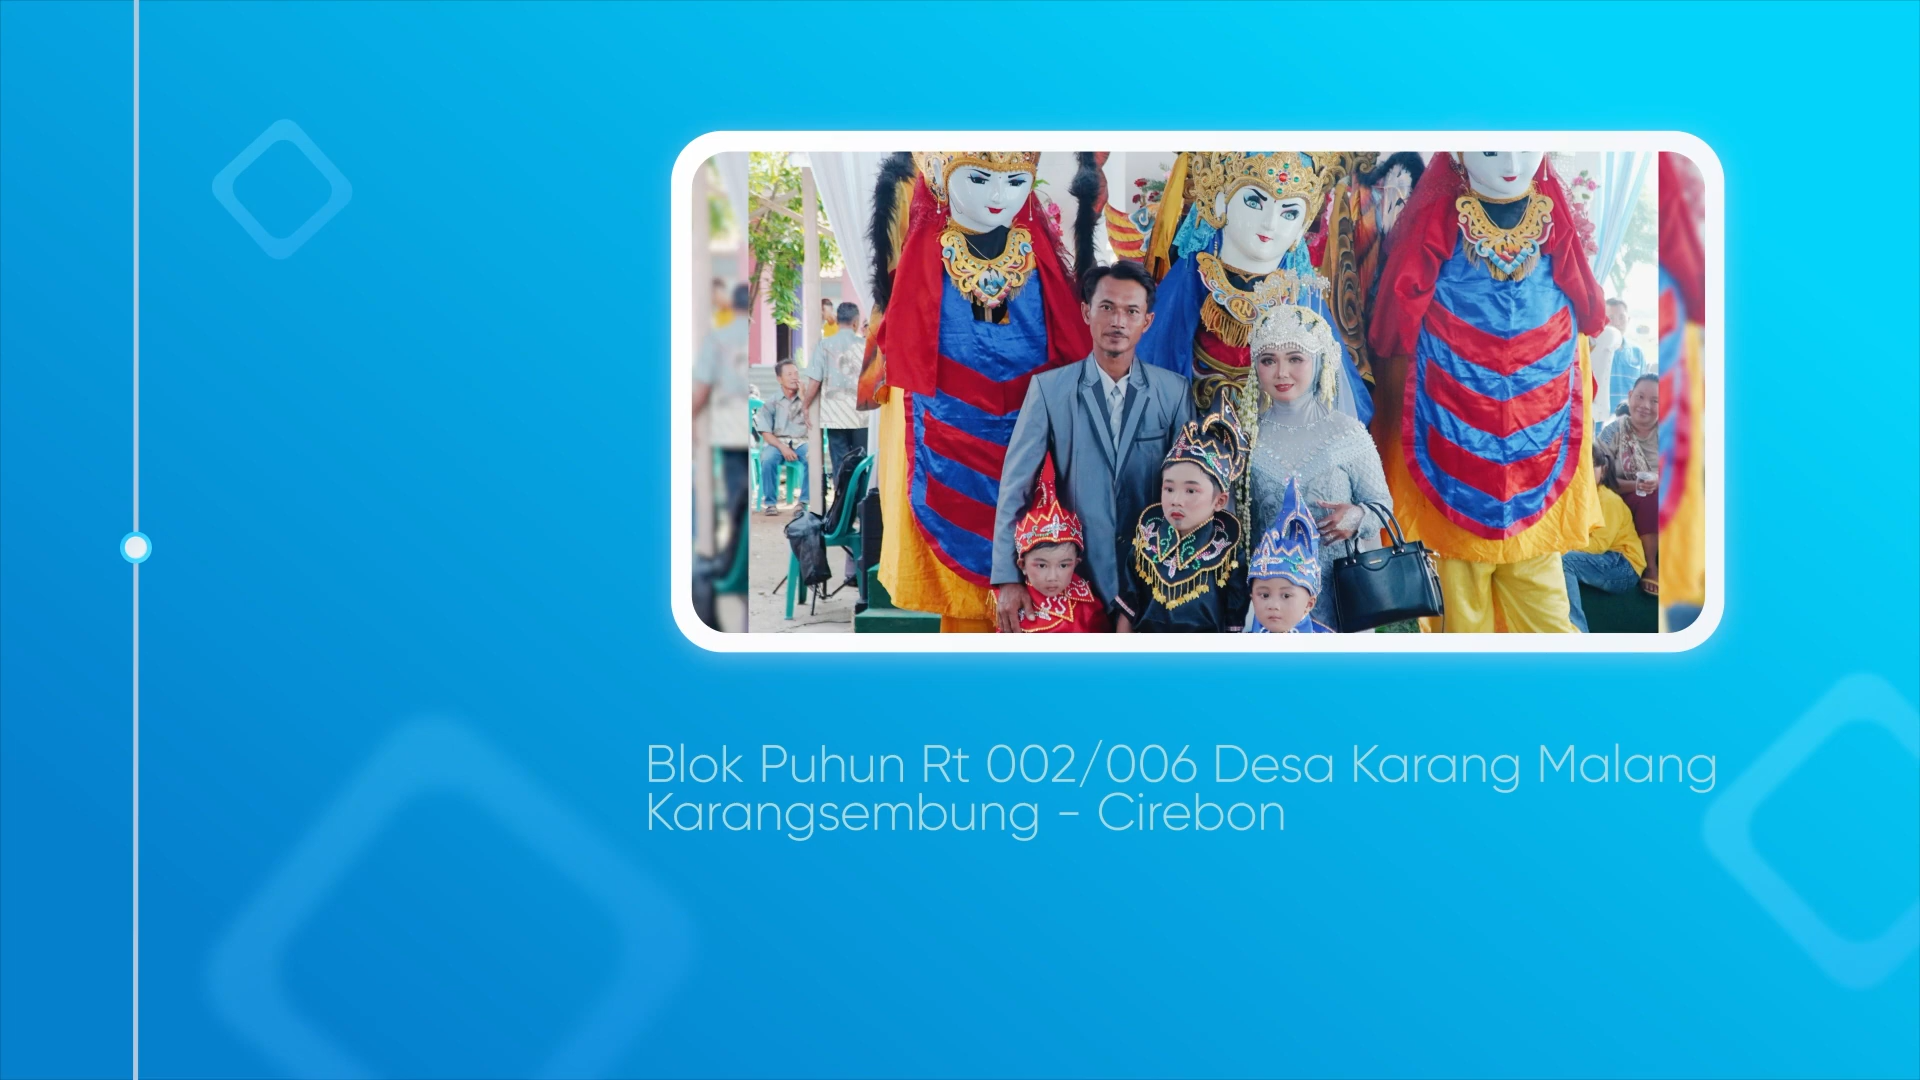 Blok Puhun Rt 002/006 Desa Karang Malang
Karangsembung - Cirebon